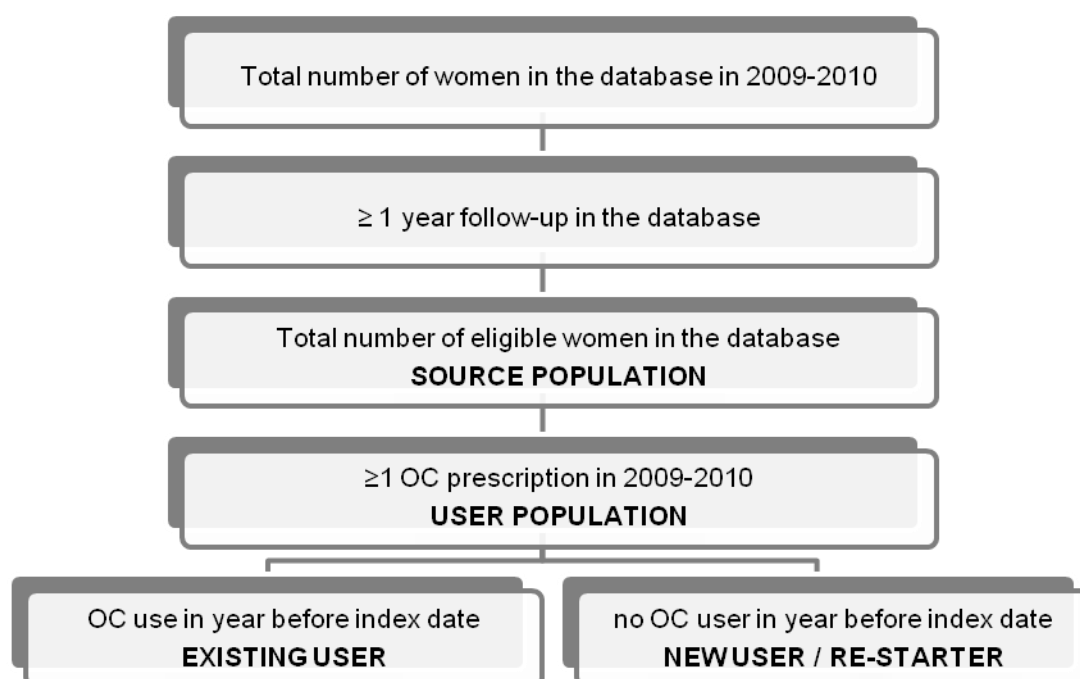 Total number of women in the database in 2009-2010
≥ 1 year follow-up in the database
Total number of eligible women in the database
SOURCE POPULATION
≥1 OC prescription in 2009-2010
USER POPULATION
OC use in year before index date
EXISTING USER
no OC user in year before index date
NEW USER / RE-STARTER